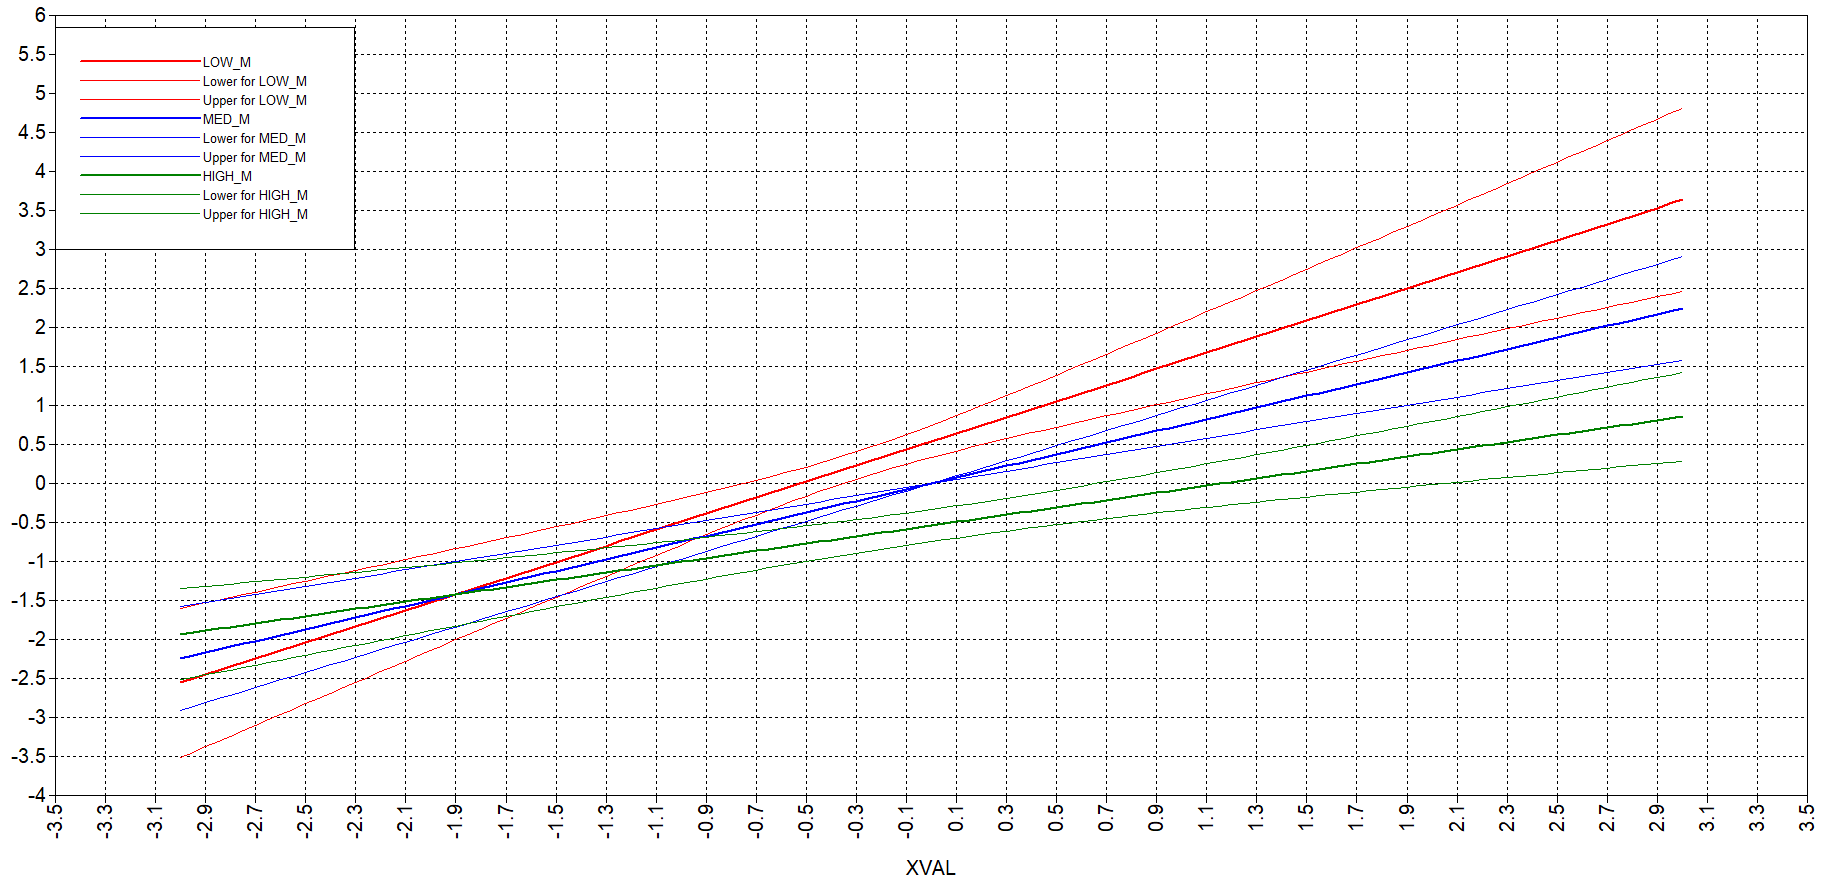 6
5.5
5
4.5
4
3.5
3
2.5
2
1.5
1
0.5
0
-0.5
-1
-1.5
-2
-2.5
-3
-3.5
-4
LOW_M
Lower for LOW_M
Upper for LOW_M
MED_M
Lower for MED_M
Upper for MED_M
HIGH_M
Lower for HIGH_M
Upper for HIGH_M
-3.5 -3.3 -3.1 -2.9 -2.7 -2.5 -2.3 -2.1 -1.9 -1.7 -1.5 -1.3 -1.1 -0.9 -0.7 -0.5 -0.3 -0.1 0.1 0.3 0.5 0.7 0.9 1.1 1.3 1.5 1.7 1.9 2.1 2.3 2.5 2.7 2.9 3.1 3.3 3.5
XVAL